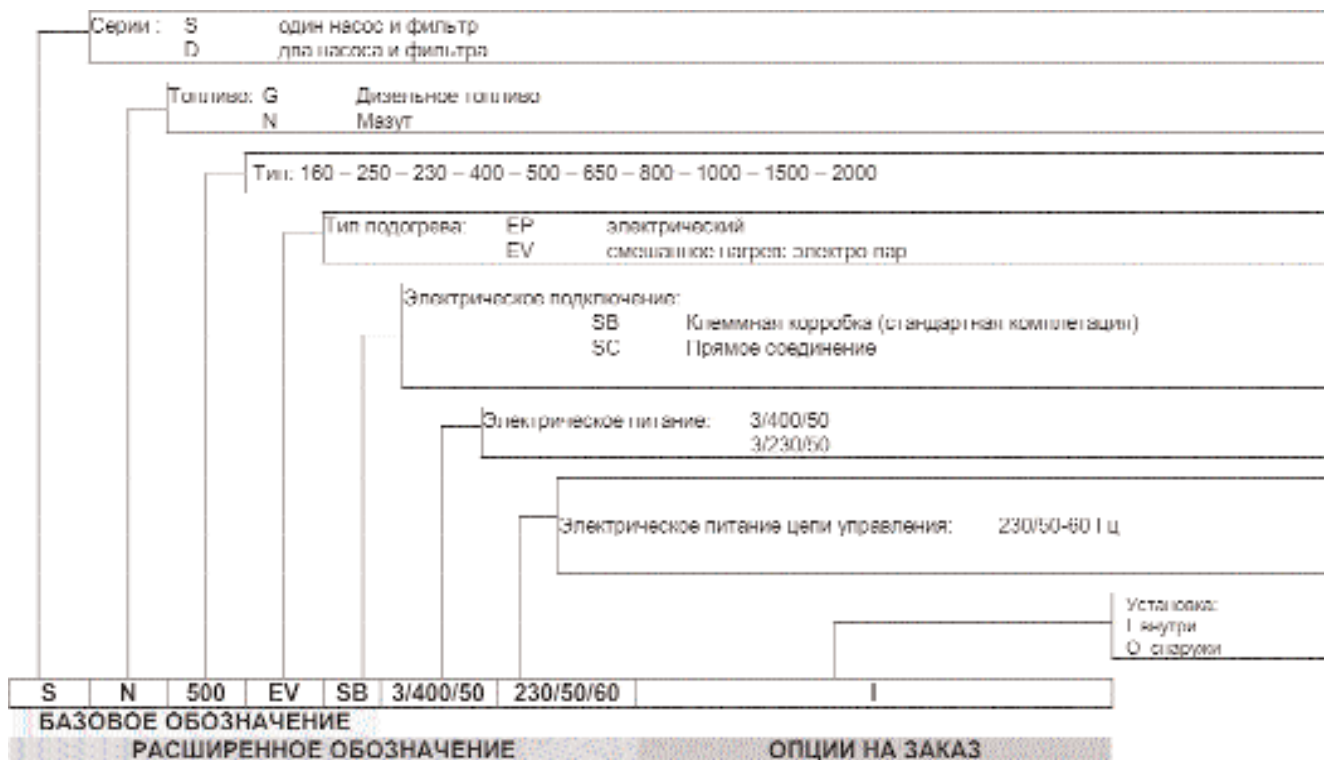 Серии : S один насос и фильтр
D два насоса и фильтра
Топливо: G Дизельное топливо
N Мазут
Тип: 160 – 250 – 230 – 400 – 500 – 650 – 800 – 1000 – 1500 – 2000
Тип подогрева: EP электрический
EV смешанное нагрев: электро пар
Электрическое подключение:
SB Клеммная корробка (стандартная комплетация)
SC Прямое соединение
Электрическое питание: 3/400/50
3/230/50
Электрическое питание цепи управления: 230/50-60 Гц
Установка:
I внутри
O снаружи
S N 500 EV SB 3/400/50 230/50/60 I
БАЗОВОЕ ОБОЗНАЧЕНИЕ
РАСШИРЕННОЕ ОБОЗНАЧЕНИЕ ОПЦИИ НА ЗАКАЗ